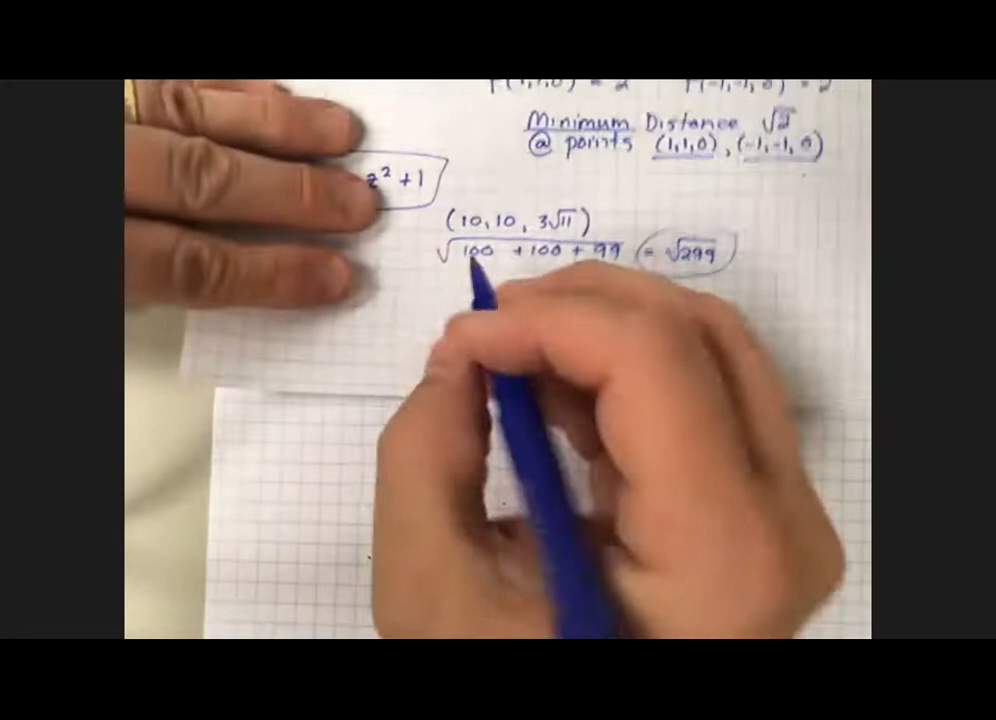 Minimum Distance √2
@ points (1,1,0), (-1,-1,0)
z² + 1
(10, 10, 3√11)
√100 + 100 + 99 = √299